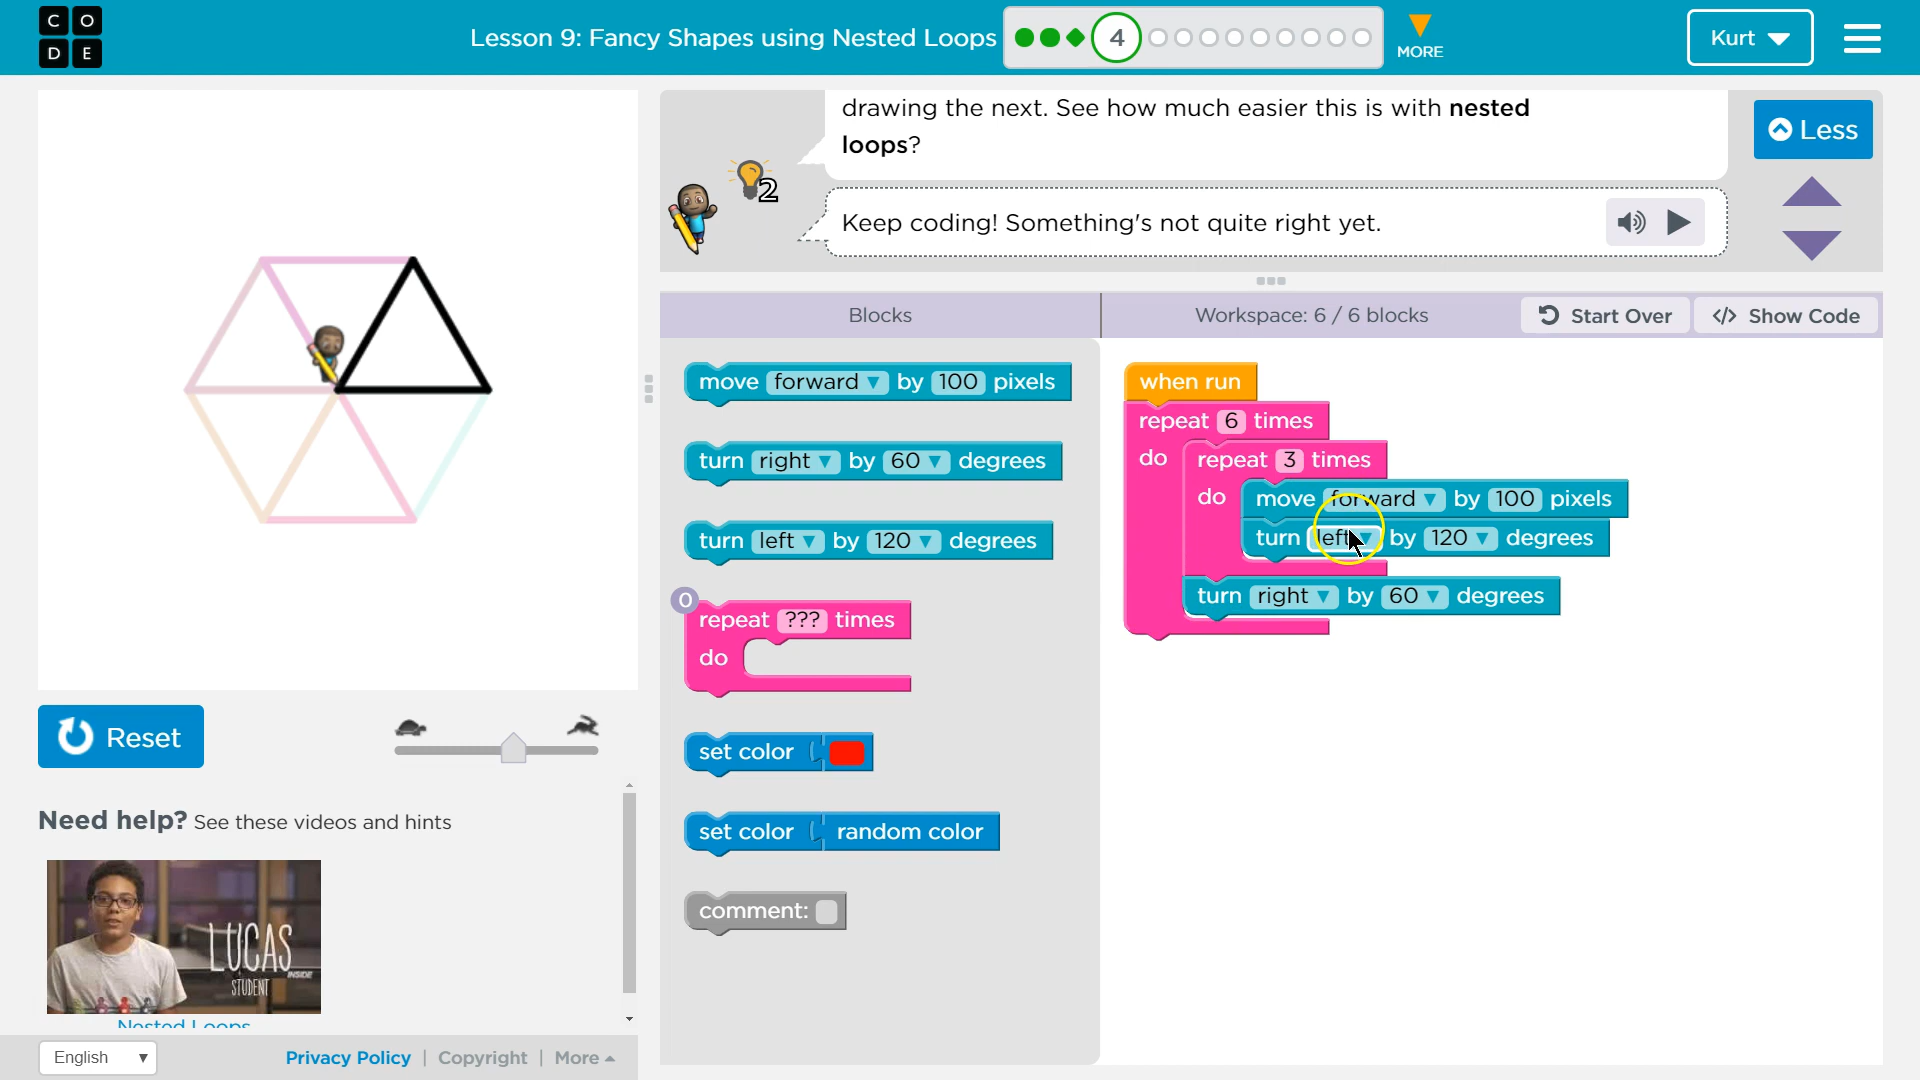 C O
D E
Lesson 9: Fancy Shapes using Nested Loops
4
MORE
Kurt
drawing the next. See how much easier this is with nested
loops?
Less
2
Keep coding! Something's not quite right yet.
Blocks
Workspace: 6 / 6 blocks
Start Over
</> Show Code
move forward ▼ by 100 pixels
turn right ▼ by 60 ▼ degrees
turn left ▼ by 120 ▼ degrees
0
repeat ??? times
do
set color
set color random color
comment:
when run
repeat 6 times
do
repeat 3 times
do
move forward ▼ by 100 pixels
turn left ▼ by 120 ▼ degrees
turn right ▼ by 60 ▼ degrees
Reset
Need help? See these videos and hints
LUCAS
STUDENT
INSIDE
Nested Loops
English ▼
Privacy Policy | Copyright | More